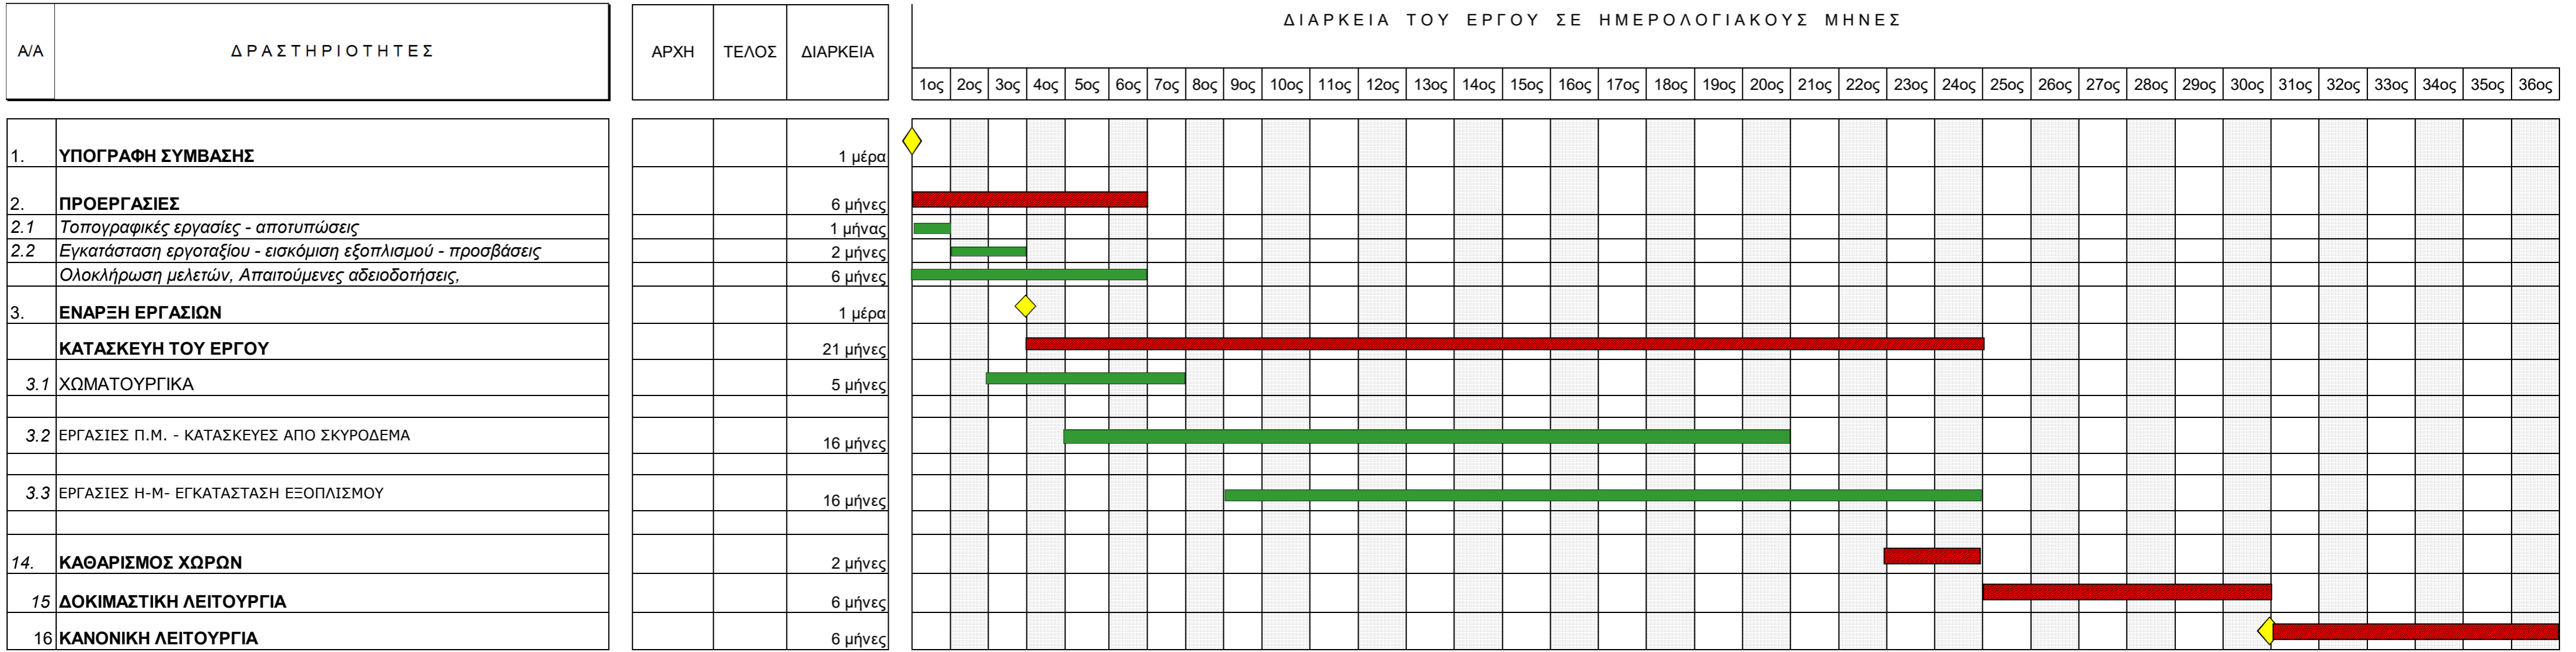 ΔΙΑΡΚΕΙΑ ΤΟΥ ΕΡΓΟΥ ΣΕ ΗΜΕΡΟΛΟΓΙΑΚΟΥΣ ΜΗΝΕΣ
Α/Α ΔΡΑΣΤΗΡΙΟΤΗΤΕΣ ΑΡΧΗ ΤΕΛΟΣ ΔΙΑΡΚΕΙΑ
1ος 2ος 3ος 4ος 5ος 6ος 7ος 8ος 9ος 10ος 11ος 12ος 13ος 14ος 15ος 16ος 17ος 18ος 19ος 20ος 21ος 22ος 23ος 24ος 25ος 26ος 27ος 28ος 29ος 30ος 31ος 32ος 33ος 34ος 35ος 36ος
1. ΥΠΟΓΡΑΦΗ ΣΥΜΒΑΣΗΣ 1 μέρα
2. ΠΡΟΕΡΓΑΣΙΕΣ 6 μήνες
2.1 Τοπογραφικές εργασίες - αποτυπώσεις 1 μήνας
2.2 Εγκατάσταση εργοταξίου - εισκόμιση εξοπλισμού - προσβάσεις 2 μήνες
Ολοκλήρωση μελετών, Απαιτούμενες αδειοδοτήσεις, 6 μήνες
3. ΕΝΑΡΞΗ ΕΡΓΑΣΙΩΝ 1 μέρα
ΚΑΤΑΣΚΕΥΗ ΤΟΥ ΕΡΓΟΥ 21 μήνες
3.1 ΧΩΜΑΤΟΥΡΓΙΚΑ 5 μήνες
3.2 ΕΡΓΑΣΙΕΣ Π.Μ. - ΚΑΤΑΣΚΕΥΕΣ ΑΠΟ ΣΚΥΡΟΔΕΜΑ 16 μήνες
3.3 ΕΡΓΑΣΙΕΣ Η-Μ- ΕΓΚΑΤΑΣΤΑΣΗ ΕΞΟΠΛΙΣΜΟΥ 16 μήνες
14. ΚΑΘΑΡΙΣΜΟΣ ΧΩΡΩΝ 2 μήνες
15 ΔΟΚΙΜΑΣΤΙΚΗ ΛΕΙΤΟΥΡΓΙΑ 6 μήνες
16 ΚΑΝΟΝΙΚΗ ΛΕΙΤΟΥΡΓΙΑ 6 μήνες